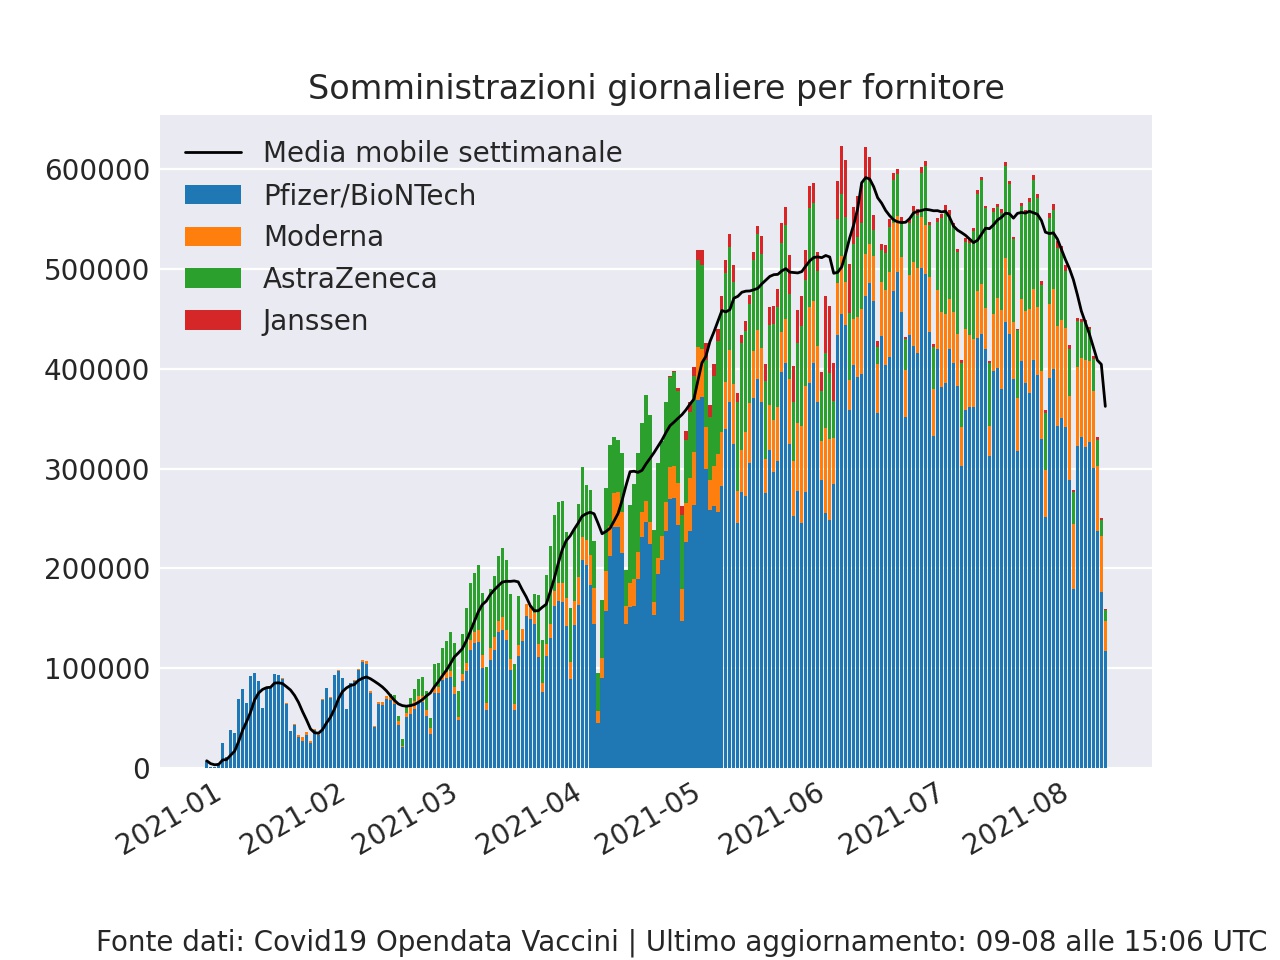 Somministrazioni giornaliere per fornitore
Media mobile settimanale
Pfizer/BioNTech
Moderna
AstraZeneca
Janssen
600000
500000
400000
300000
200000
100000
0
2021-01
2021-02
2021-03
2021-04
2021-05
2021-06
2021-07
2021-08
Fonte dati: Covid19 Opendata Vaccini | Ultimo aggiornamento: 09-08 alle 15:06 UTC